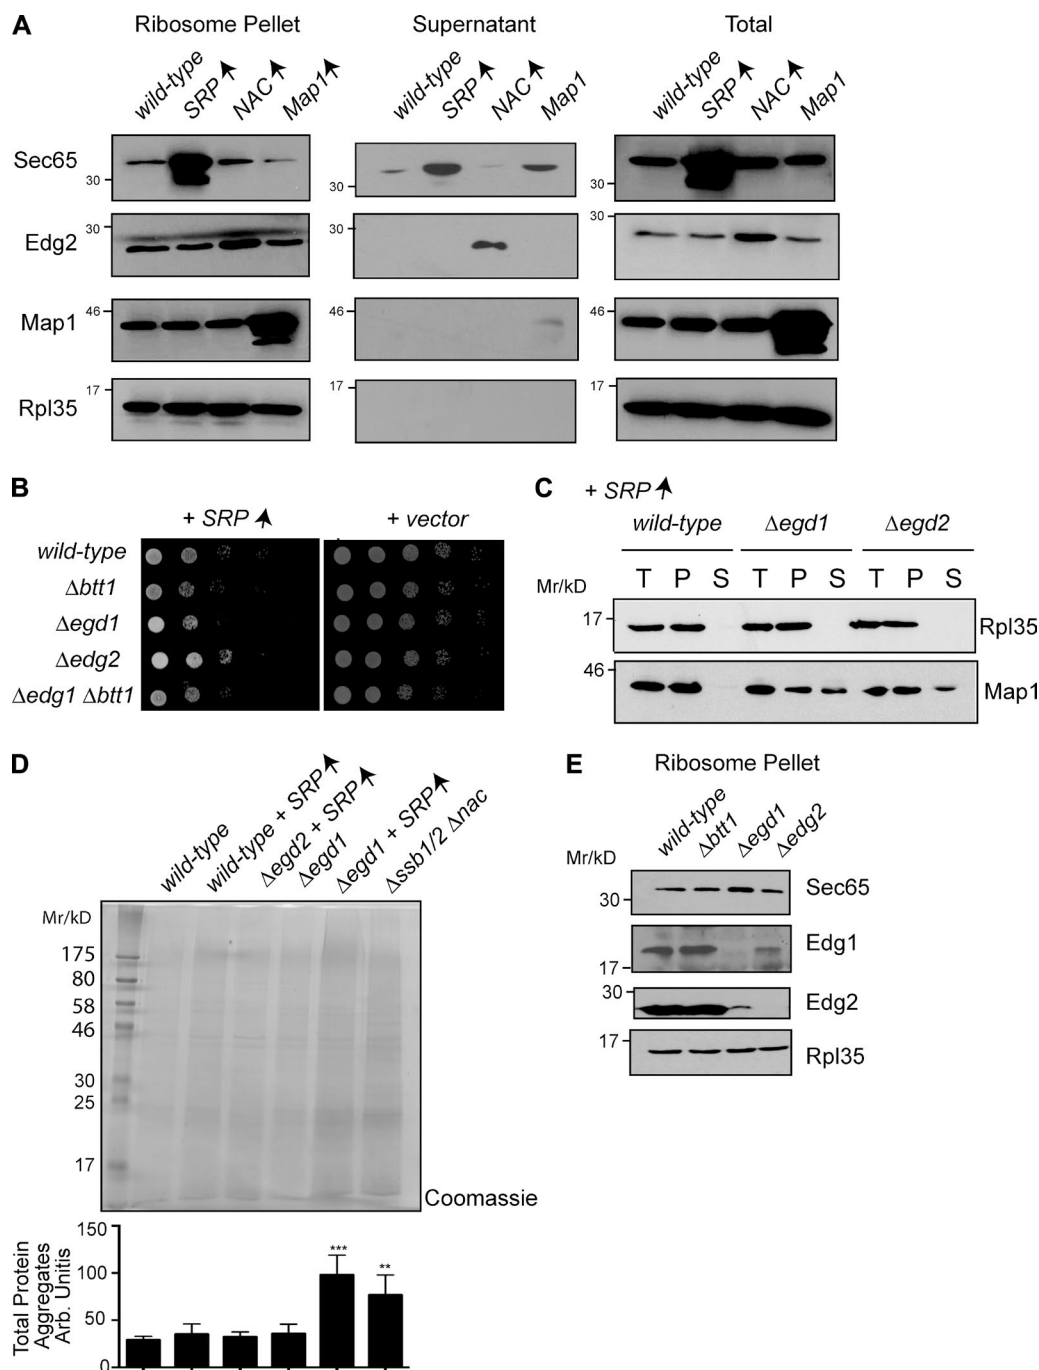 A
Ribosome Pellet
Supernatant
Total
wild-type
SRP
NAC
Map1
wild-type
SRP
NAC
Map1
wild-type
SRP
NAC
Map1
Sec65
30
30
30
Edg2
30
30
30
Map1
46
46
46
Rpl35
17
17
17
B
+ SRP
+ vector
wild-type
Δbtt1
Δegd1
Δedg2
Δedg1 Δbtt1
C
+ SRP
wild-type
Δegd1
Δegd2
Mr/kD
T P S T P S T P S
17
Rpl35
46
Map1
D
wild-type
wild-type + SRP
Δegd2 + SRP
Δegd1
Δegd1 + SRP
Δssb1/2 Δnac
Mr/kD
175
80
58
46
30
25
17
Coomassie
Total Protein
Aggregates
Arb. Unitis
150
100
50
0
***
**
E
Ribosome Pellet
wild-type
Δbtt1
Δegd1
Δedg2
Mr/kD
30
Sec65
17
Edg1
30
Edg2
17
Rpl35